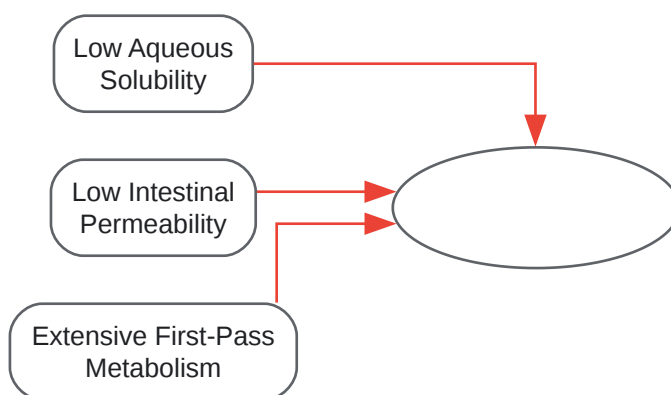 Low Aqueous
Solubility
Low Intestinal
Permeability
Extensive First-Pass
Metabolism